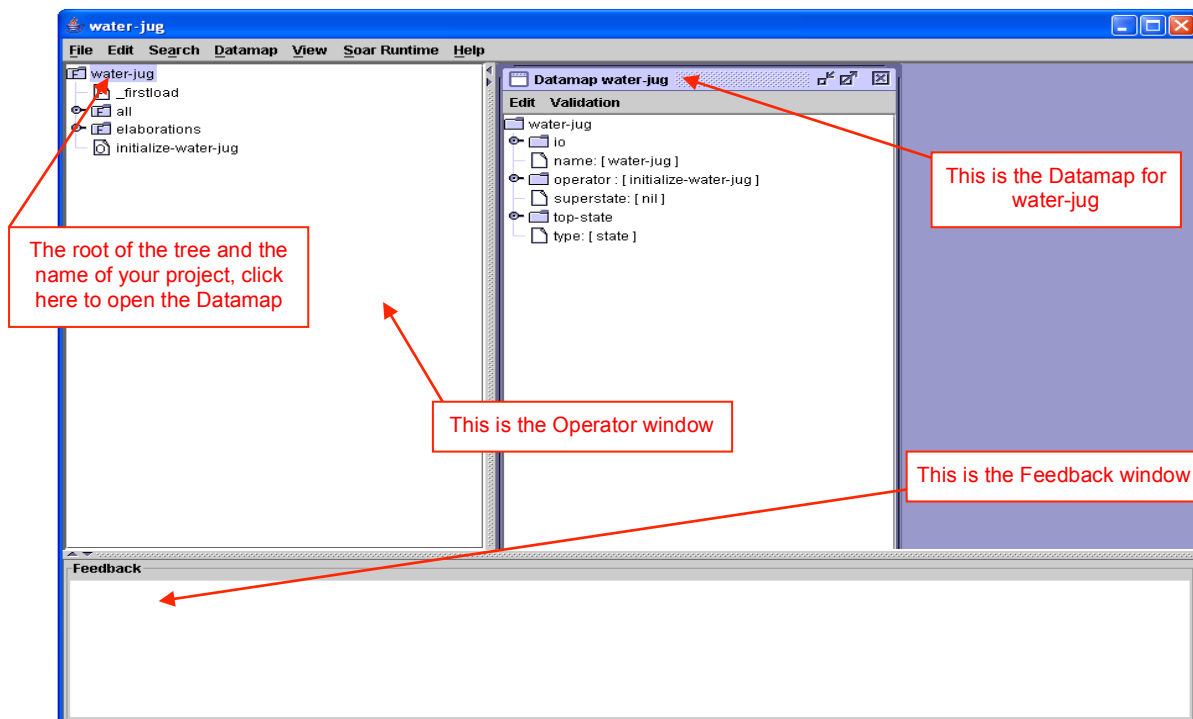 water-jug
File Edit Search Datamap View Soar Runtime Help
water-jug
_firstload
all
elaborations
initialize-water-jug
Datamap water-jug
Edit Validation
water-jug
io
name: [ water-jug ]
operator : [ initialize-water-jug ]
superstate: [ nil ]
top-state
type: [ state ]
This is the Datamap for
water-jug
The root of the tree and the
name of your project, click
here to open the Datamap
This is the Operator window
This is the Feedback window
Feedback